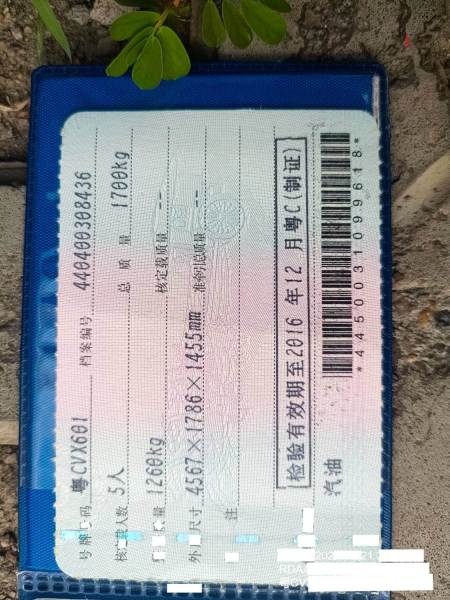 号牌号码 粤CVX601 档案编号 440400308436
核定载人数 5人 总质量 1700kg
量 1260kg 核定载质量 --
外 尺寸 4567×1786×1455mm 准牵引总质量 --
注
检验有效期至2016年12月粤C(制证)
汽油
*4450031099618*